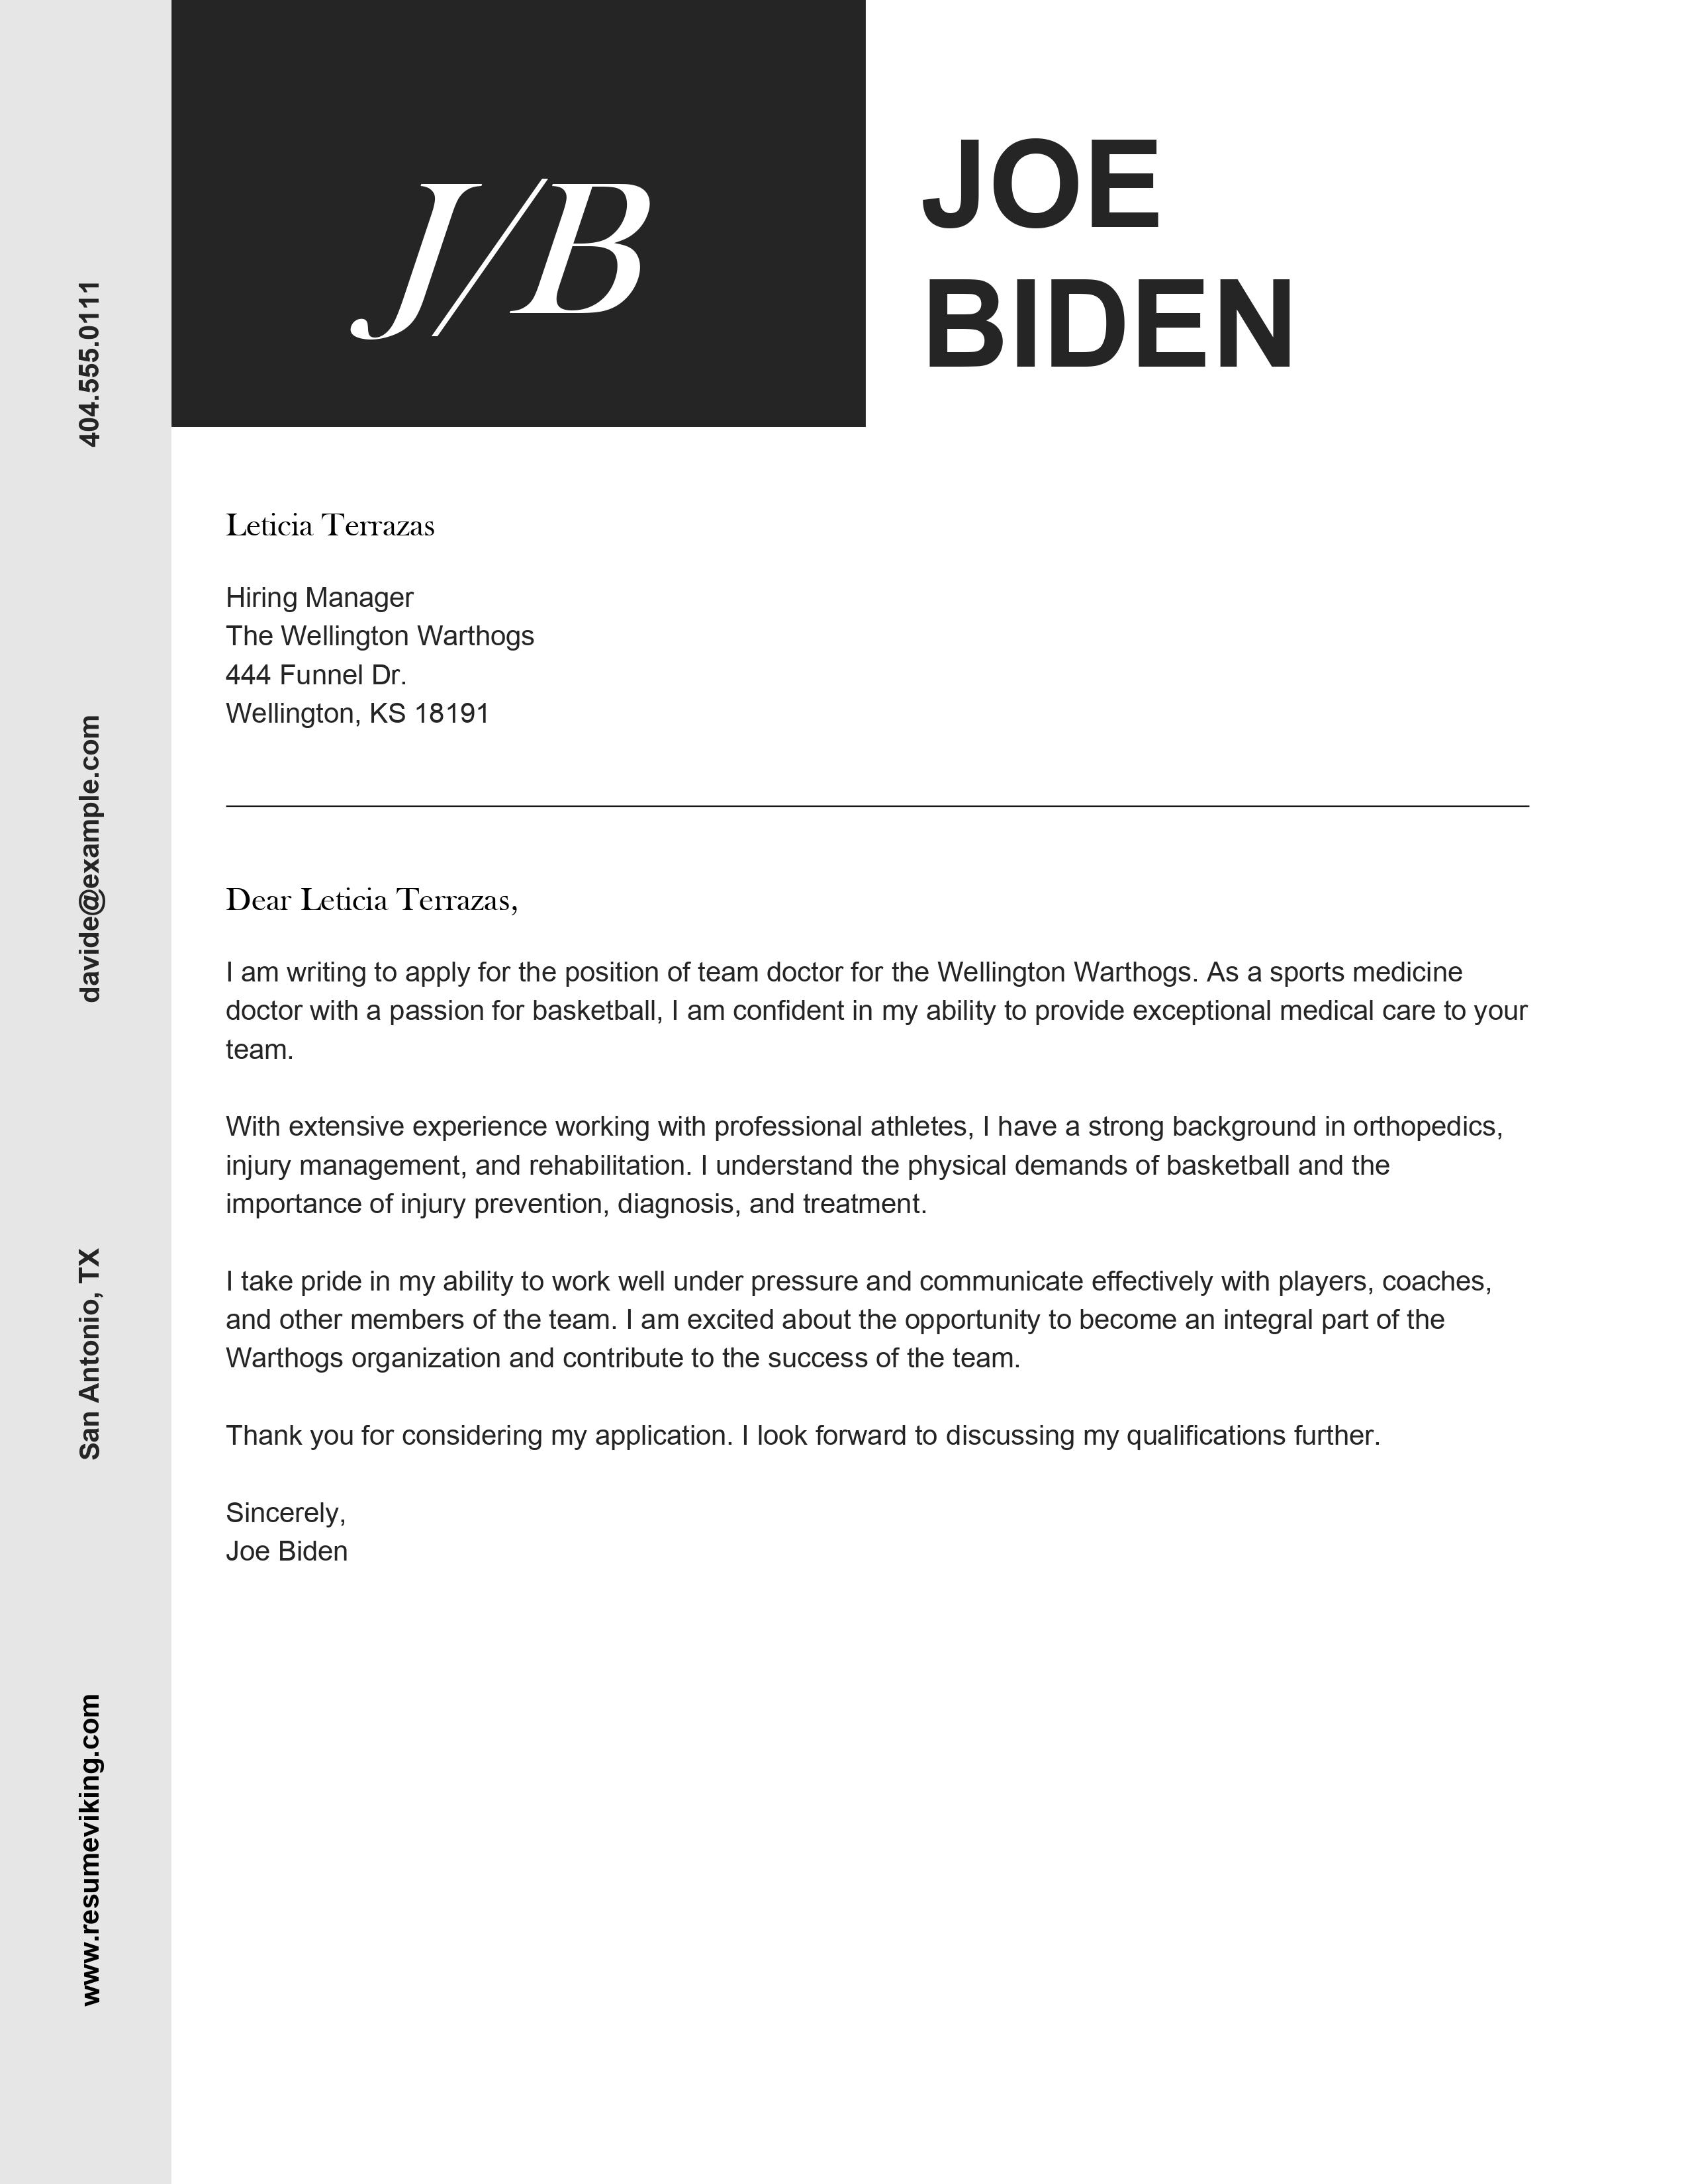 J/B
JOE
BIDEN
404.555.0111
davide@example.com
San Antonio, TX
www.resumeviking.com
Leticia Terrazas
Hiring Manager
The Wellington Warthogs
444 Funnel Dr.
Wellington, KS 18191
Dear Leticia Terrazas,
I am writing to apply for the position of team doctor for the Wellington Warthogs. As a sports medicine
doctor with a passion for basketball, I am confident in my ability to provide exceptional medical care to your
team.
With extensive experience working with professional athletes, I have a strong background in orthopedics,
injury management, and rehabilitation. I understand the physical demands of basketball and the
importance of injury prevention, diagnosis, and treatment.
I take pride in my ability to work well under pressure and communicate effectively with players, coaches,
and other members of the team. I am excited about the opportunity to become an integral part of the
Warthogs organization and contribute to the success of the team.
Thank you for considering my application. I look forward to discussing my qualifications further.
Sincerely,
Joe Biden